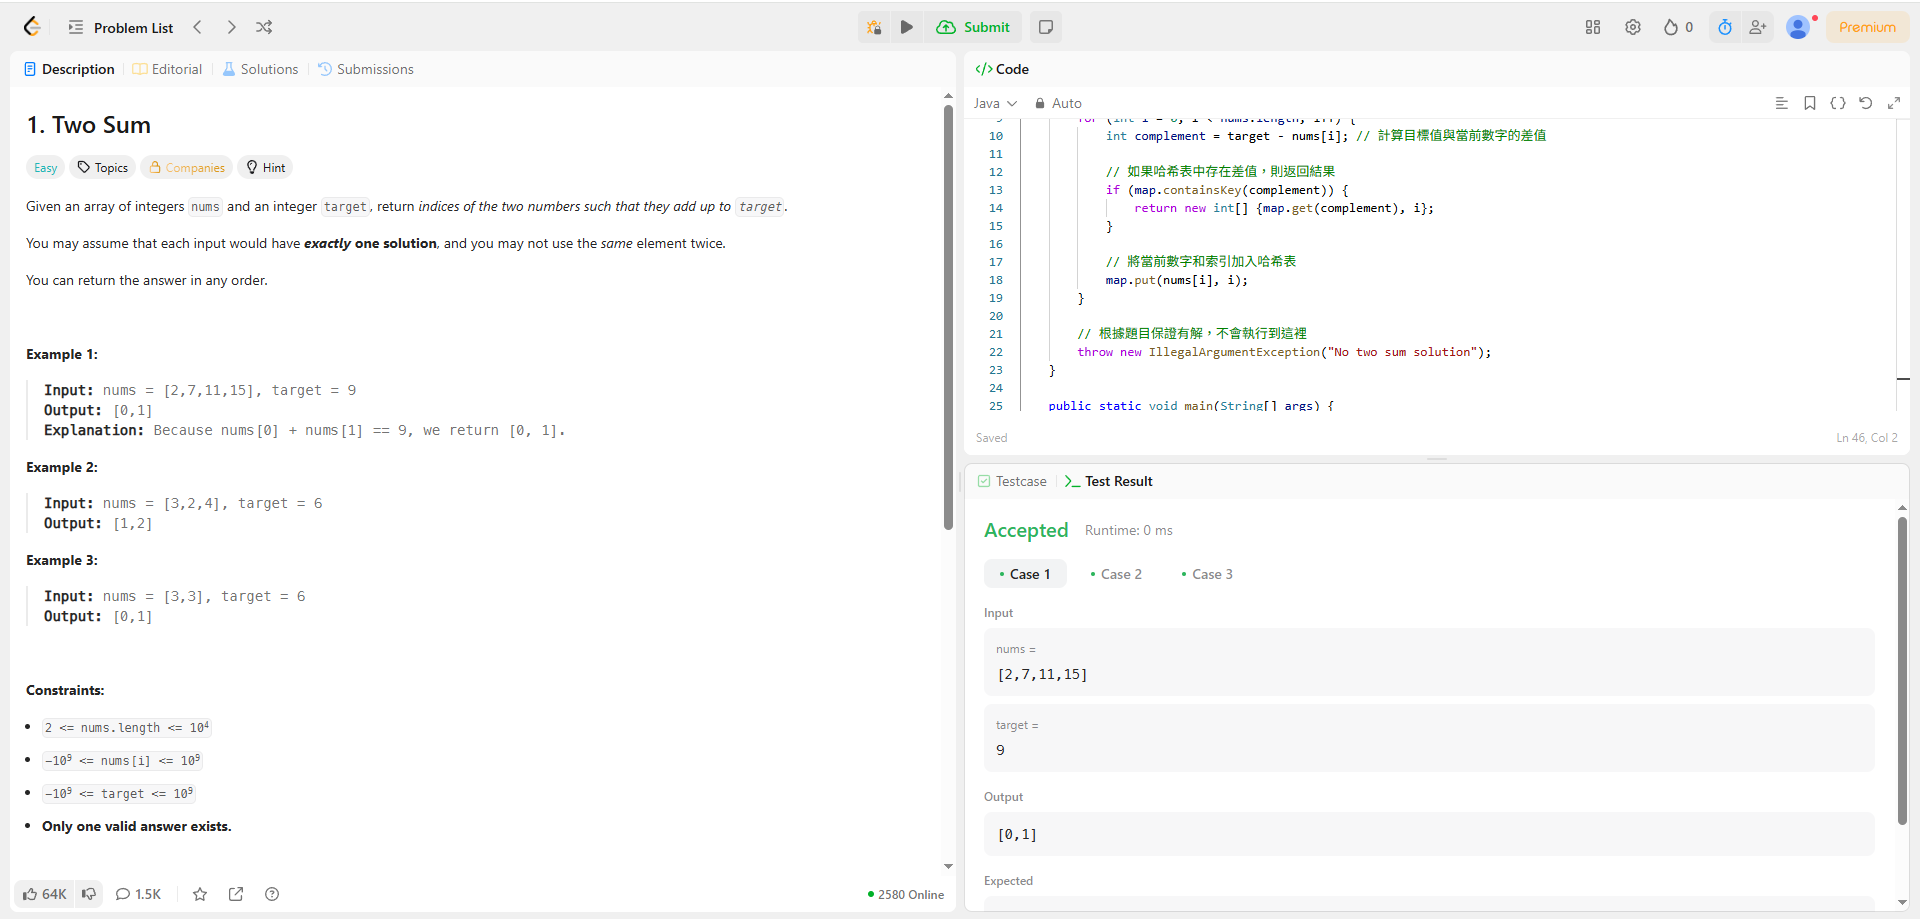 Problem List
Submit
0
Premium
Description
Editorial
Solutions
Submissions
1. Two Sum
Easy
Topics
Companies
Hint
Given an array of integers nums and an integer target, return indices of the two numbers such that they add up to target.
You may assume that each input would have exactly one solution, and you may not use the same element twice.
You can return the answer in any order.
Example 1:
Input: nums = [2,7,11,15], target = 9
Output: [0,1]
Explanation: Because nums[0] + nums[1] == 9, we return [0, 1].
Example 2:
Input: nums = [3,2,4], target = 6
Output: [1,2]
Example 3:
Input: nums = [3,3], target = 6
Output: [0,1]
Constraints:
2 <= nums.length <= 10⁴
-10⁹ <= nums[i] <= 10⁹
-10⁹ <= target <= 10⁹
Only one valid answer exists.
64K
1.5K
2580 Online
</> Code
Java
Auto
9 for (int i = 0; i < nums.length; i++) {
10 int complement = target - nums[i]; // 計算目標值與當前數字的差值
11
12 // 如果哈希表中存在差值，則返回結果
13 if (map.containsKey(complement)) {
14 return new int[] {map.get(complement), i};
15 }
16
17 // 將當前數字和索引加入哈希表
18 map.put(nums[i], i);
19 }
20
21 // 根據題目保證有解，不會執行到這裡
22 throw new IllegalArgumentException("No two sum solution");
23 }
24
25 public static void main(String[] args) {
Saved
Ln 46, Col 2
Testcase
Test Result
Accepted
Runtime: 0 ms
Case 1
Case 2
Case 3
Input
nums =
[2,7,11,15]
target =
9
Output
[0,1]
Expected